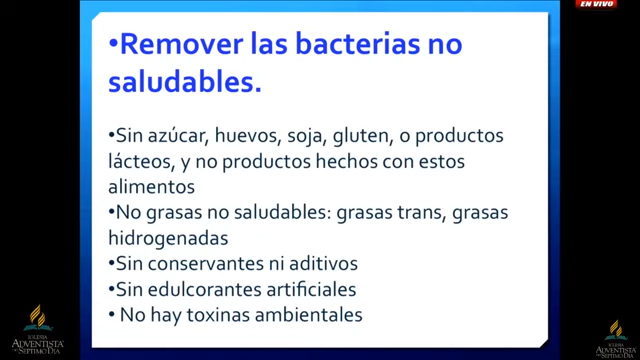 EN VIVO
•Remover las bacterias no
saludables.
•Sin azúcar, huevos, soja, gluten, o productos
lácteos, y no productos hechos con estos
alimentos
•No grasas no saludables: grasas trans, grasas
hidrogenadas
•Sin conservantes ni aditivos
•Sin edulcorantes artificiales
• No hay toxinas ambientales
IGLESIA
ADVENTISTA
DEL SÉPTIMO DÍA
IGLESIA
ADVENTISTA
DEL SÉPTIMO DÍA